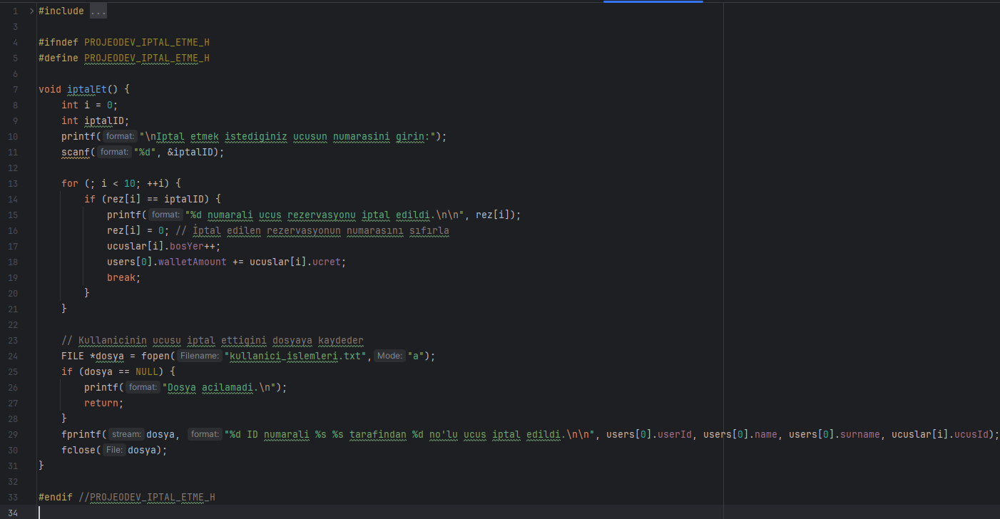 1 #include ...
3
4 #ifndef PROJEODEV_IPTAL_ETME_H
5 #define PROJEODEV_IPTAL_ETME_H
6
7 void iptalEt() {
8     int i = 0;
9     int iptalID;
10     printf( format: "\nIptal etmek istediginiz ucusun numarasini girin:");
11     scanf( format: "%d", &iptalID);
12
13     for (; i < 10; ++i) {
14         if (rez[i] == iptalID) {
15             printf( format: "%d numarali ucus rezervasyonu iptal edildi.\n\n", rez[i]);
16             rez[i] = 0; // İptal edilen rezervasyonun numarasını sıfırla
17             ucuslar[i].bosYer++;
18             users[0].walletAmount += ucuslar[i].ucret;
19             break;
20         }
21     }
22
23     // Kullanicinin ucusu iptal ettigini dosyaya kaydeder
24     FILE *dosya = fopen( Filename: "kullanici_islemleri.txt", Mode: "a");
25     if (dosya == NULL) {
26         printf( format: "Dosya acilamadi.\n");
27         return;
28     }
29     fprintf( stream: dosya, format: "%d ID numarali %s %s tarafindan %d no'lu ucus iptal edildi.\n\n", users[0].userId, users[0].name, users[0].surname, ucuslar[i].ucusId);
30     fclose( File: dosya);
31 }
32
33 #endif //PROJEODEV_IPTAL_ETME_H
34